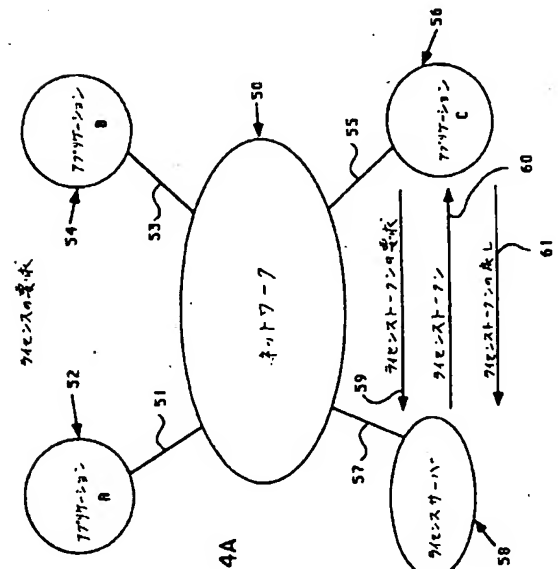 ライセンスの要求
52
アプリケーション
A
51
54
アプリケーション
B
53
50
ネットワーク
4A
57
ライセンスサーバー
58
59
ライセンストークンの要求
ライセンストークン
60
ライセンストークンの戻し
61
55
アプリケーション
C
56